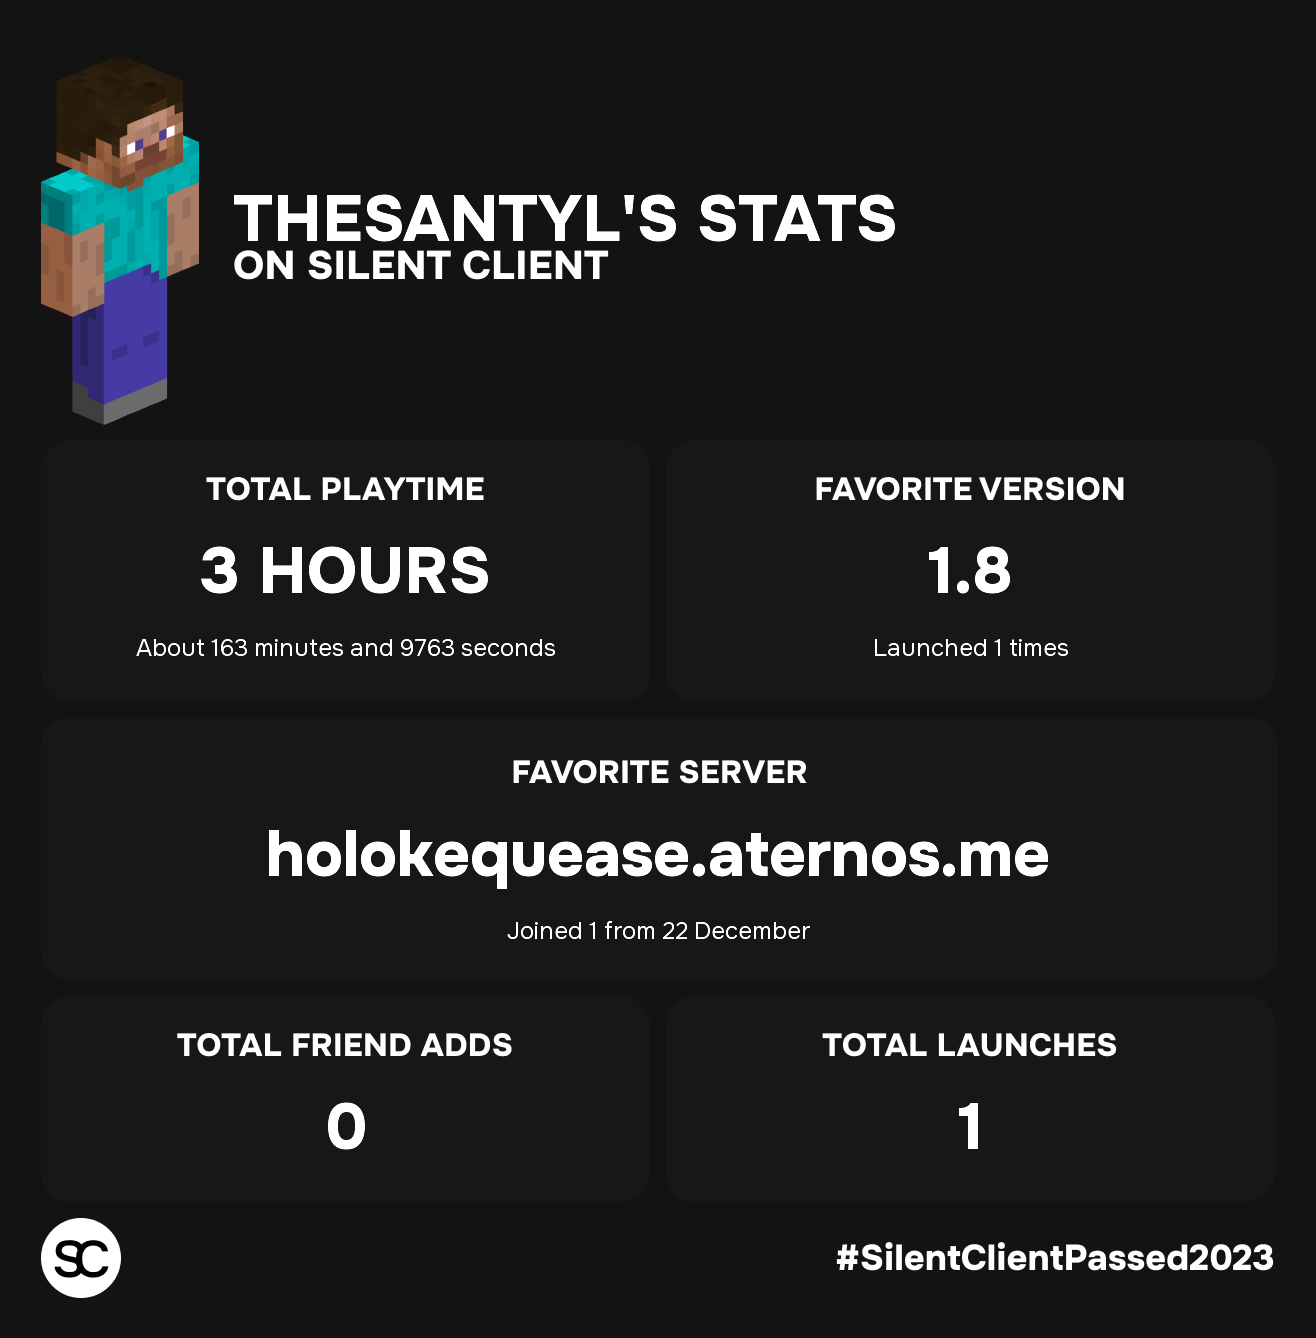 THESANTYL'S STATS
ON SILENT CLIENT
TOTAL PLAYTIME
3 HOURS
About 163 minutes and 9763 seconds
FAVORITE VERSION
1.8
Launched 1 times
FAVORITE SERVER
holokequease.aternos.me
Joined 1 from 22 December
TOTAL FRIEND ADDS
0
TOTAL LAUNCHES
1
SC
#SilentClientPassed2023